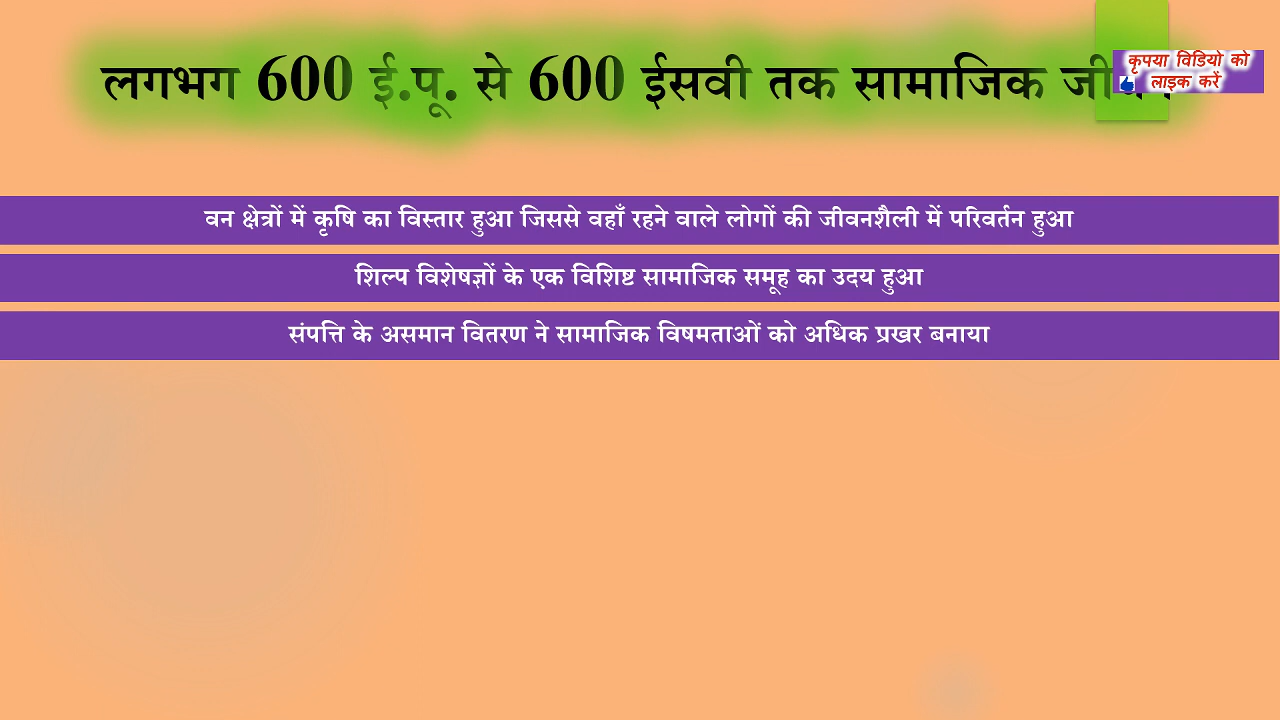 लगभग 600 ई.पू. से 600 ईसवी तक सामाजिक
कृपया विडियो को
लाइक करें
वन क्षेत्रों में कृषि का विस्तार हुआ जिससे वहाँ रहने वाले लोगों की जीवनशैली में परिवर्तन हुआ
शिल्प विशेषज्ञों के एक विशिष्ट सामाजिक समूह का उदय हुआ
संपत्ति के असमान वितरण ने सामाजिक विषमताओं को अधिक प्रखर बनाया